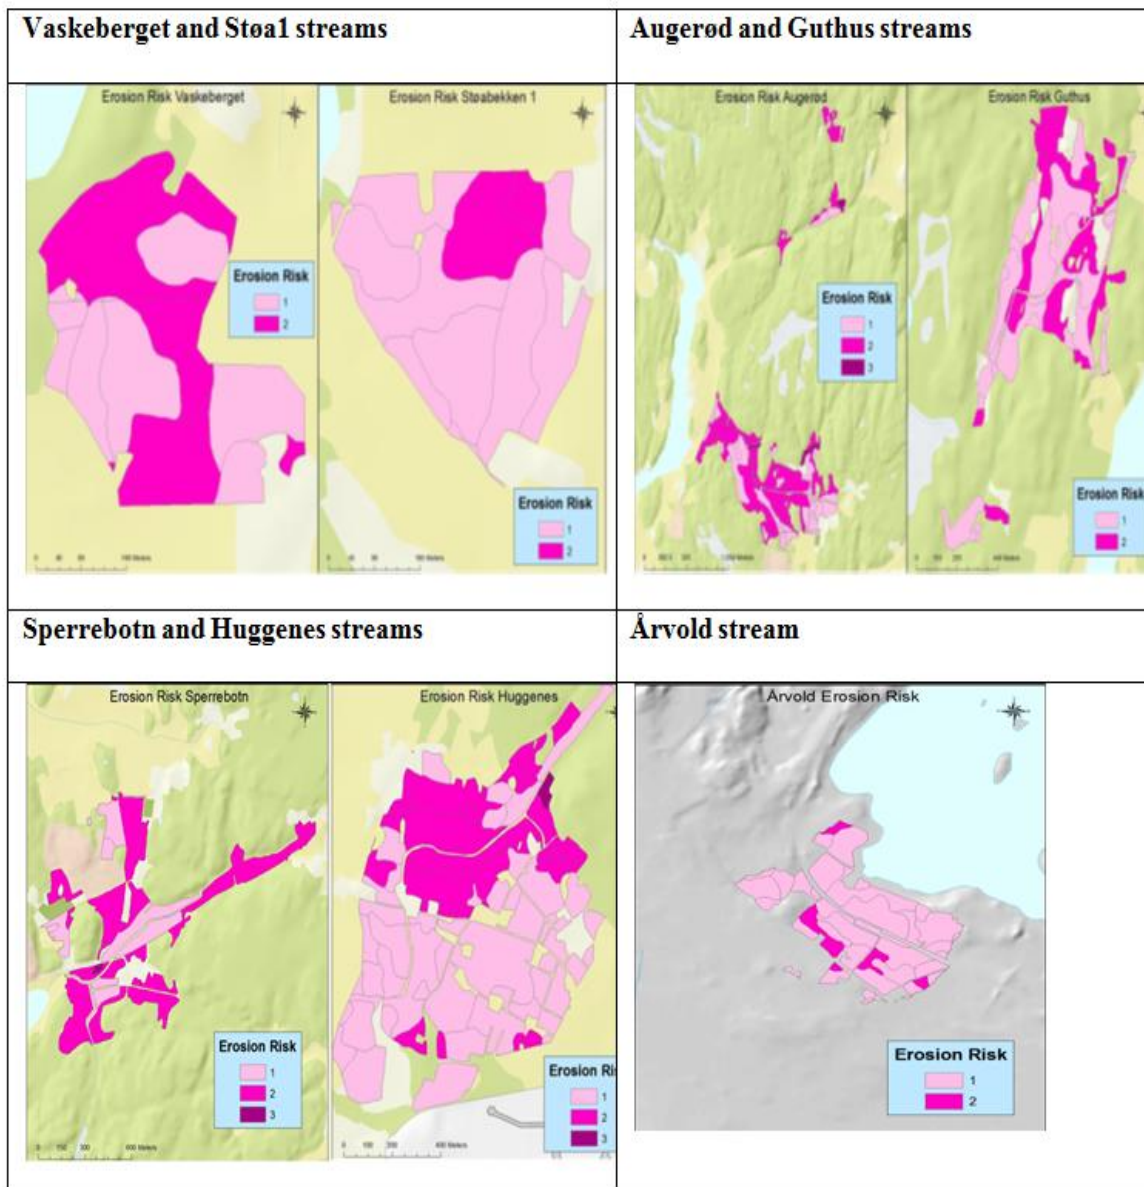 Vaskeberget and Støa1 streams
Augerød and Guthus streams
Erosion Risk Vaskeberget
Erosion Risk Støabekken 1
Erosion Risk Augerød
Erosion Risk Guthus
Erosion Risk
1
2
Erosion Risk
1
2
Erosion Risk
1
2
3
Erosion Risk
1
2
Sperrebotn and Huggenes streams
Årvold stream
Erosion Risk Sperrebotn
Erosion Risk Huggenes
Årvold Erosion Risk
Erosion Risk
1
2
3
Erosion Ri
1
2
3
Erosion Risk
1
2